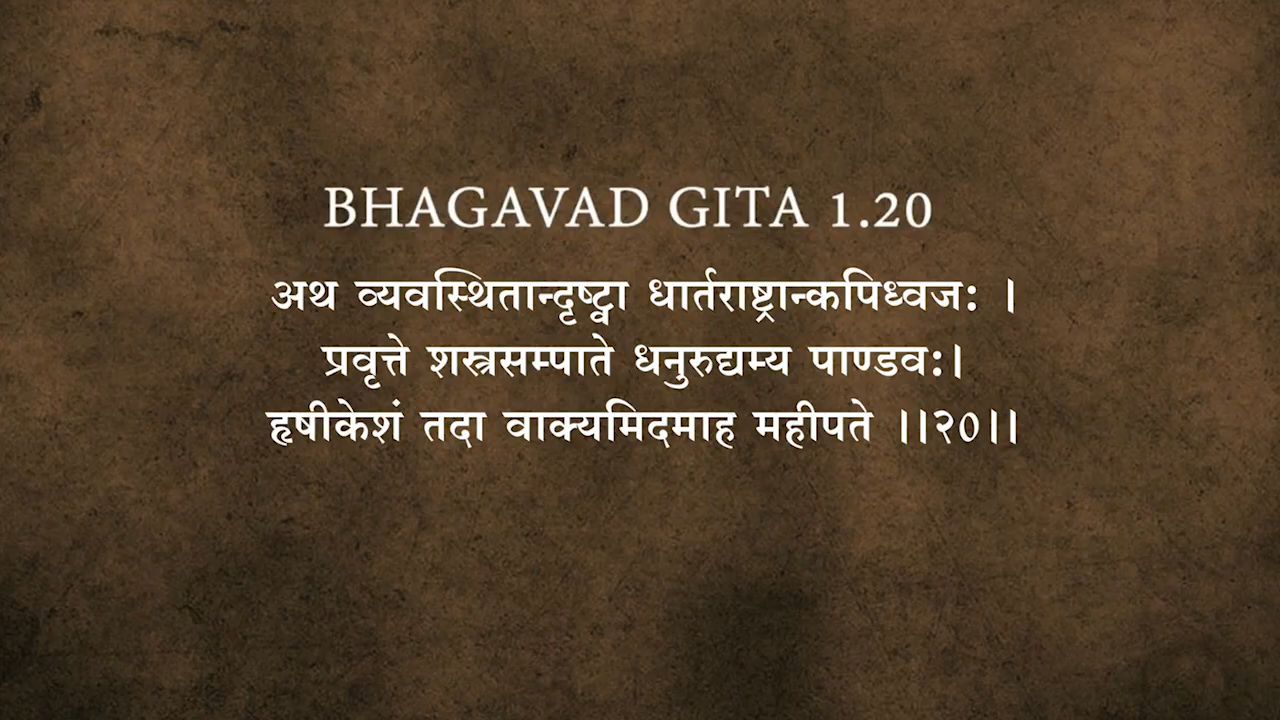 BHAGAVAD GITA 1.20
अथ व्यवस्थितान्दृष्ट्वा धार्तराष्ट्रान्कपिध्वजः ।
प्रवृत्ते शस्त्रसम्पाते धनुरुद्यम्य पाण्डवः।
हृषीकेशं तदा वाक्यमिदमाह महीपते ।।२०।।